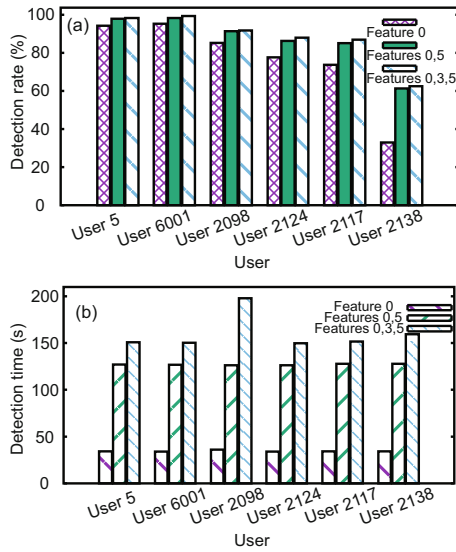 (a)
Feature 0
Features 0,5
Features 0,3,5
Detection rate (%)
100
80
60
40
20
0
User 5
User 6001
User 2098
User 2124
User 2117
User 2138
User
(b)
Feature 0
Features 0,5
Features 0,3,5
Detection time (s)
200
150
100
50
0
User 5
User 6001
User 2098
User 2124
User 2117
User 2138
User